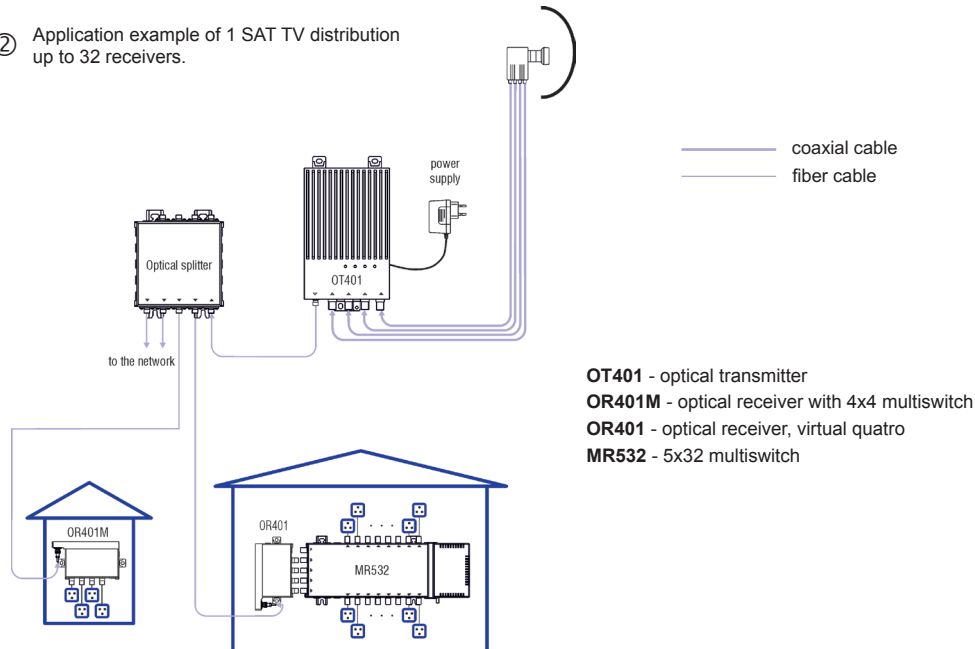 ② Application example of 1 SAT TV distribution
up to 32 receivers.
coaxial cable
fiber cable
power
supply
Optical splitter
OT401
to the network
OT401 - optical transmitter
OR401M - optical receiver with 4x4 multiswitch
OR401 - optical receiver, virtual quatro
MR532 - 5x32 multiswitch
OR401M
OR401
MR532